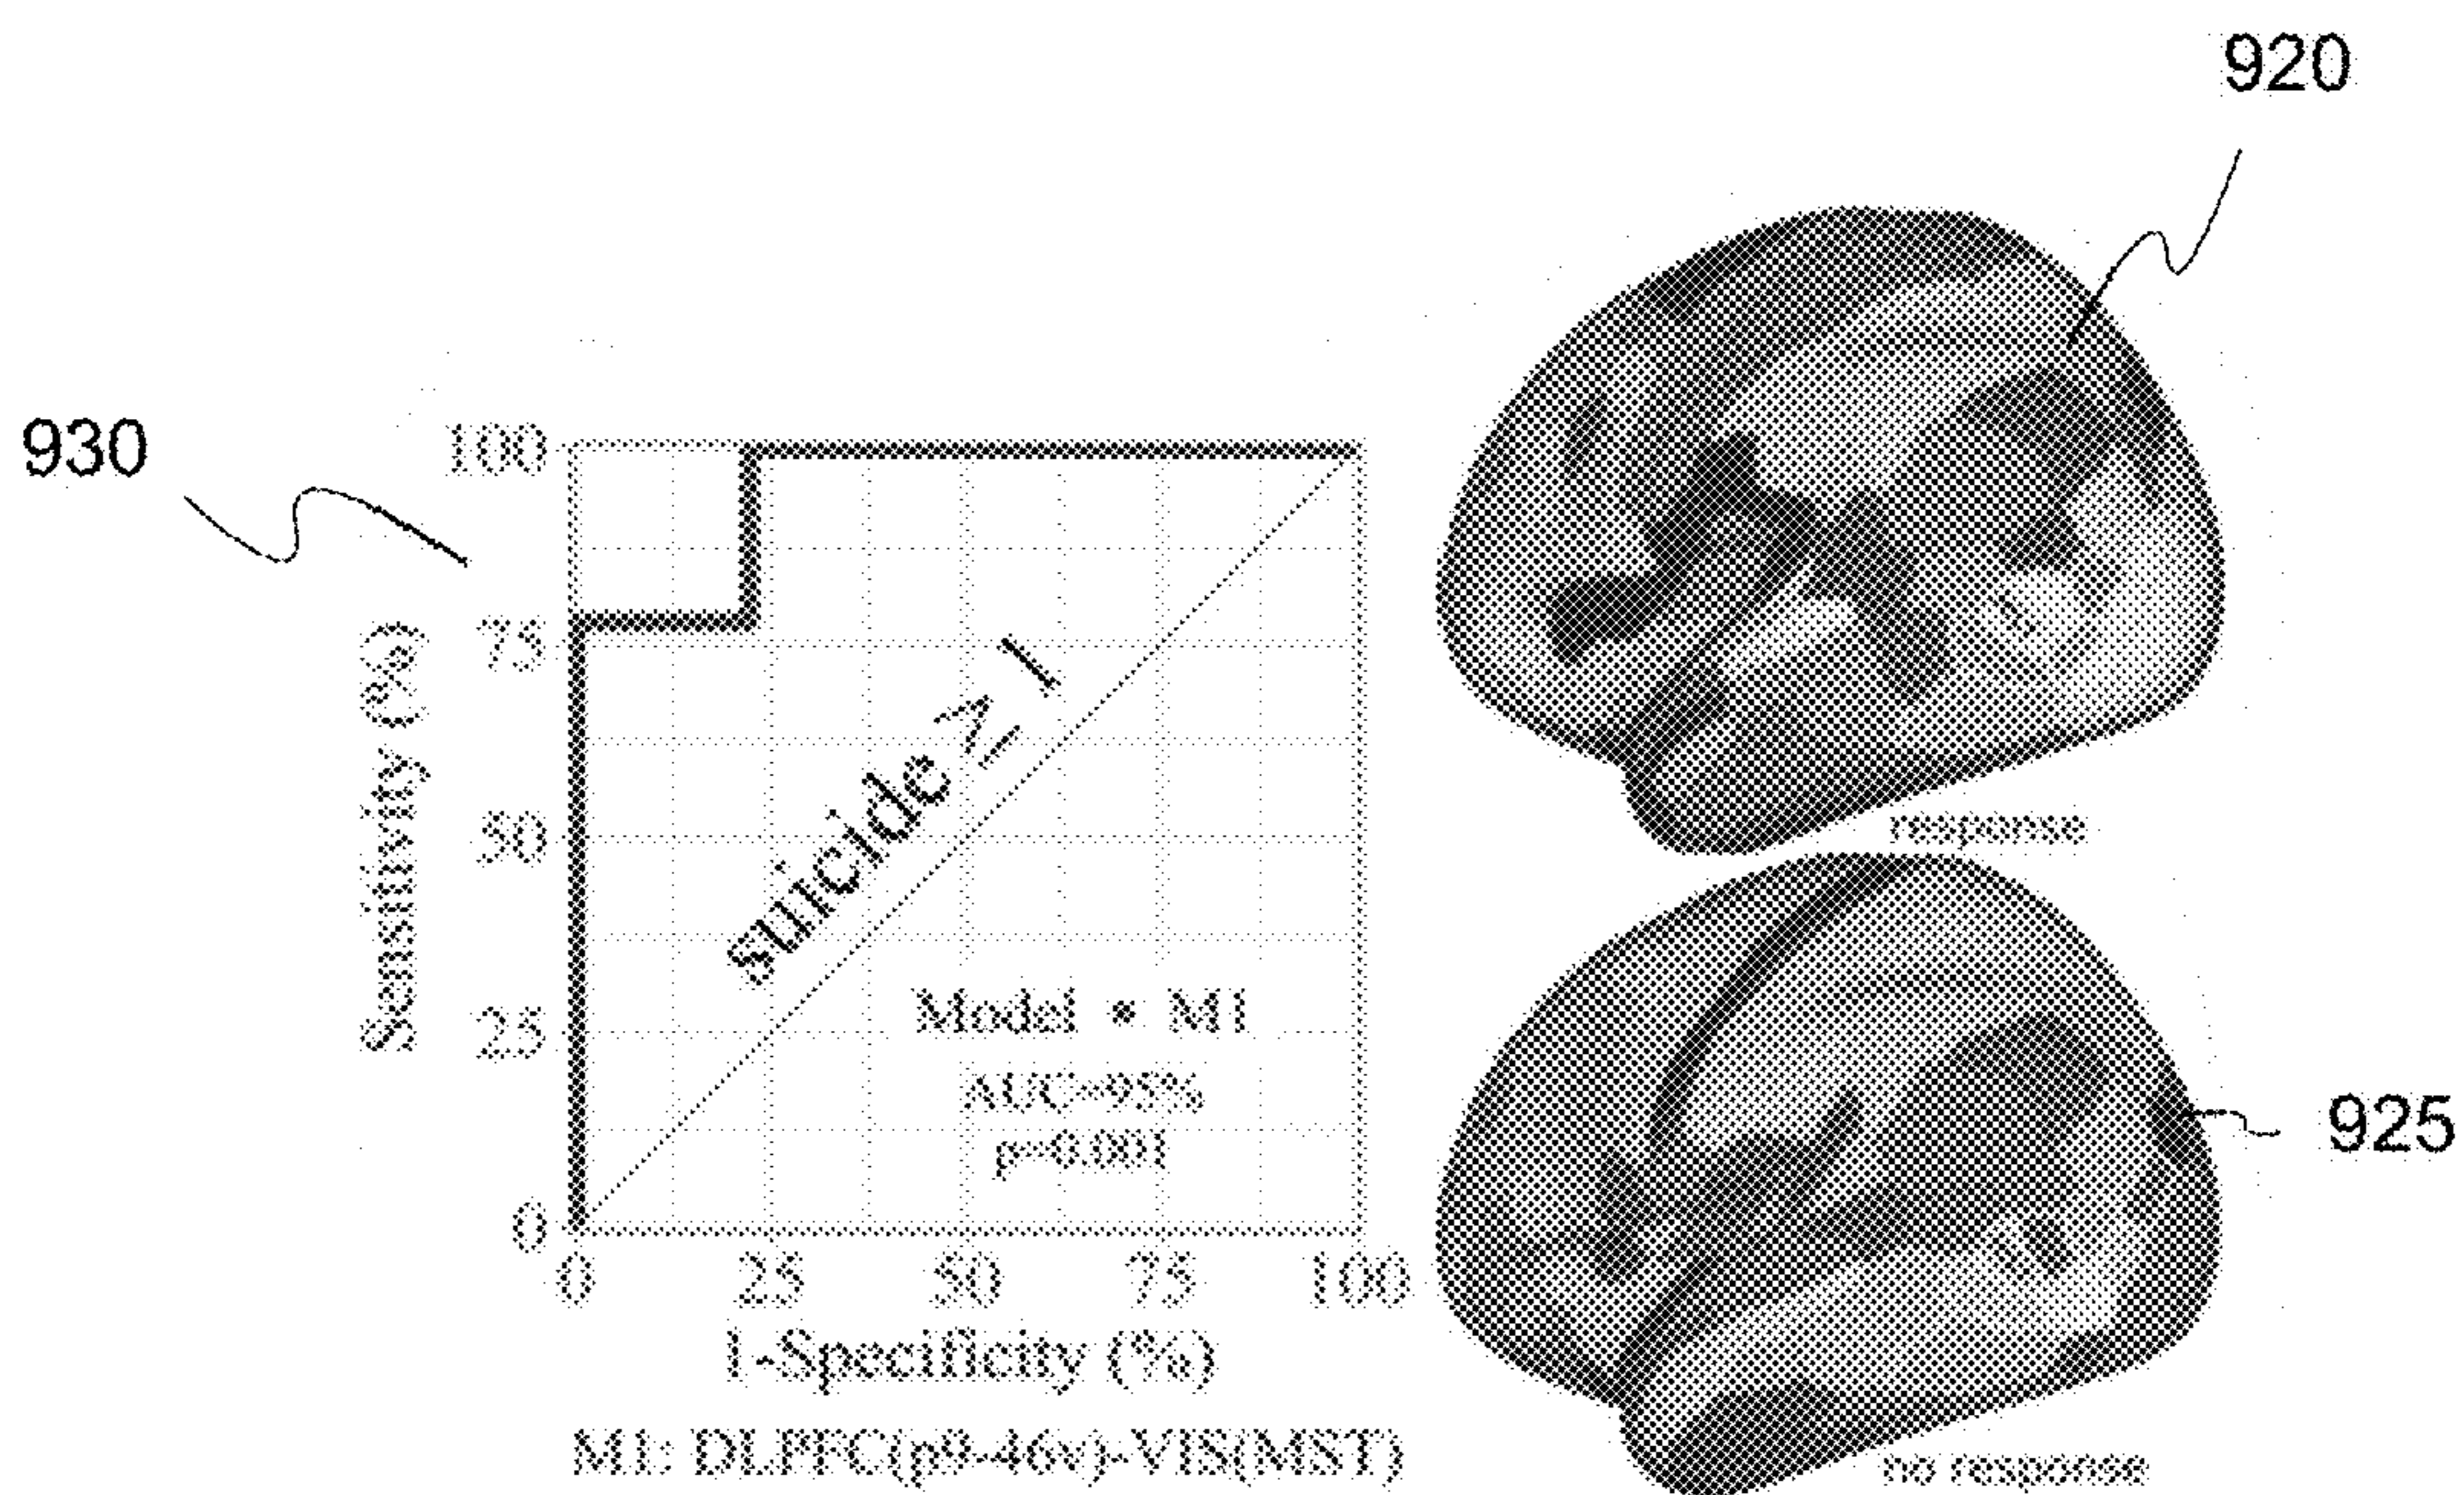 920
930
100
75
50
25
0
Sensitivity (%)
suicide ≥ 1
Model = M1
AUC=95%
p=0.001
0 25 50 75 100
1-Specificity (%)
M1: DLPFC(p9-46v)-VIS(MST)
response
925
no response